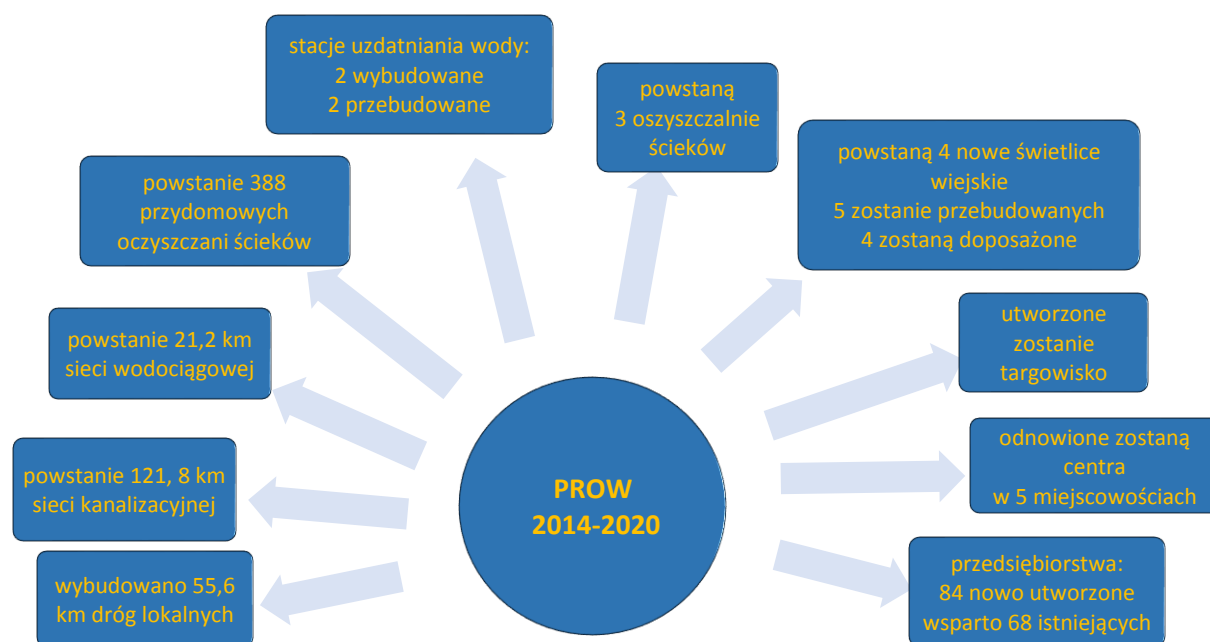 stacje uzdatniania wody:
2 wybudowane
2 przebudowane
powstaną
3 oszyszczalnie
ścieków
powstaną 4 nowe świetlice
wiejskie
5 zostanie przebudowanych
4 zostaną doposażone
powstanie 388
przydomowych
oczyszczani ścieków
utworzone
zostanie
targowisko
powstanie 21,2 km
sieci wodociągowej
odnowione zostaną
centra
w 5 miejscowościach
powstanie 121, 8 km
sieci kanalizacyjnej
PROW
2014-2020
przedsiębiorstwa:
84 nowo utworzone
wsparto 68 istniejących
wybudowano 55,6
km dróg lokalnych